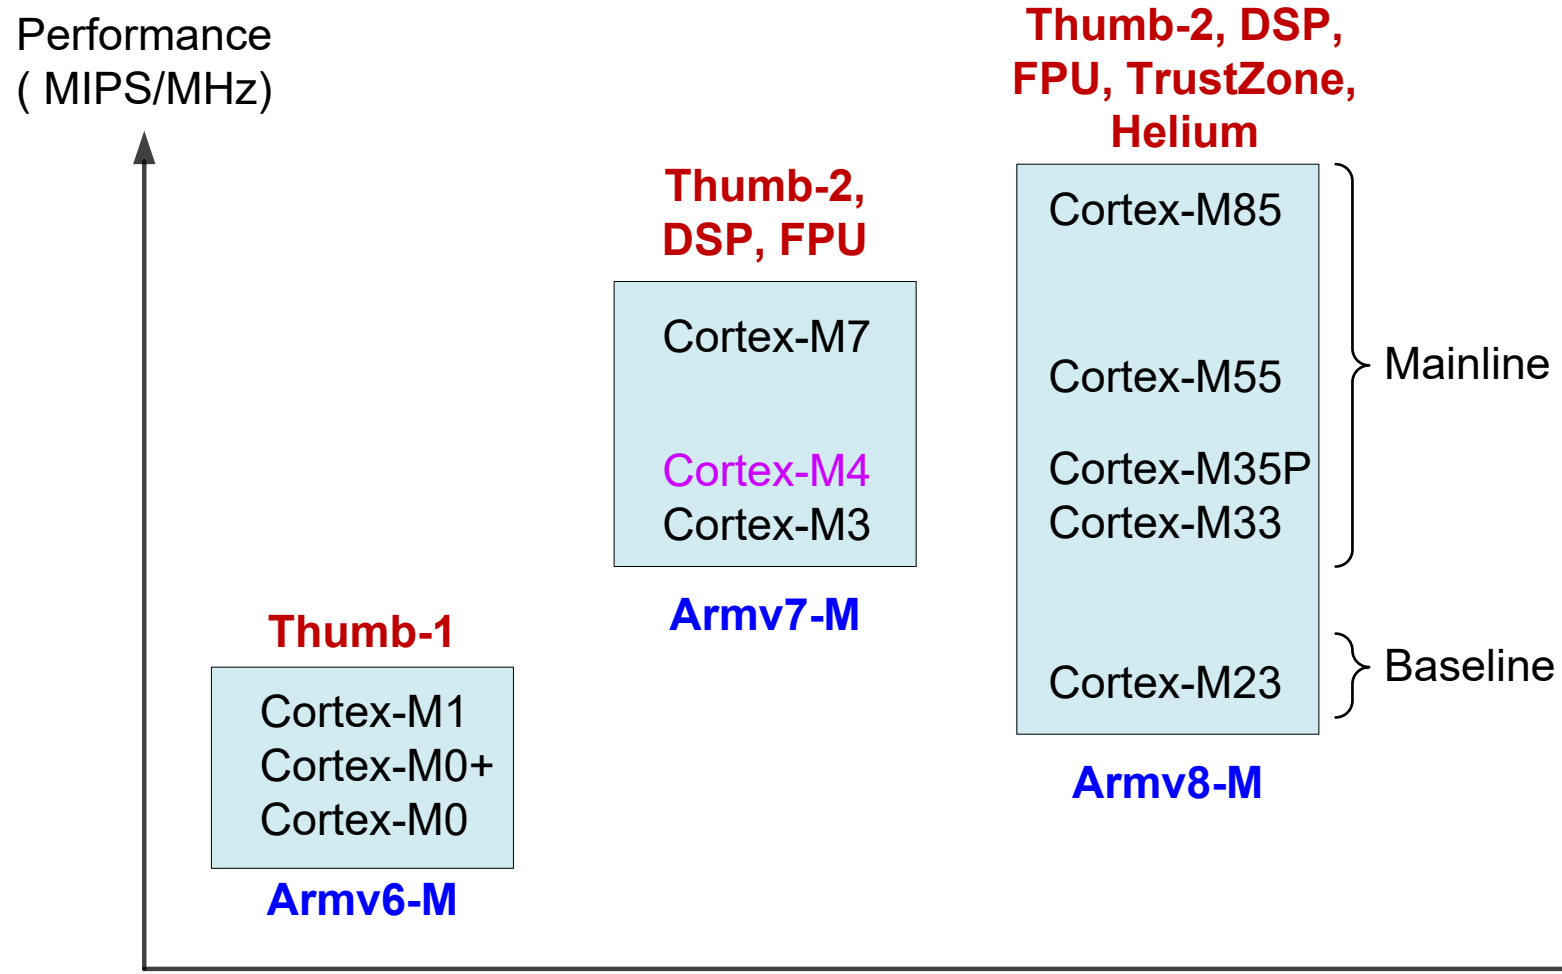 Performance
( MIPS/MHz)
Thumb-1
Cortex-M1
Cortex-M0+
Cortex-M0
Armv6-M
Thumb-2,
DSP, FPU
Cortex-M7
Cortex-M4
Cortex-M3
Armv7-M
Thumb-2, DSP,
FPU, TrustZone,
Helium
Cortex-M85
Cortex-M55
Cortex-M35P
Cortex-M33
Cortex-M23
Armv8-M
Mainline
Baseline